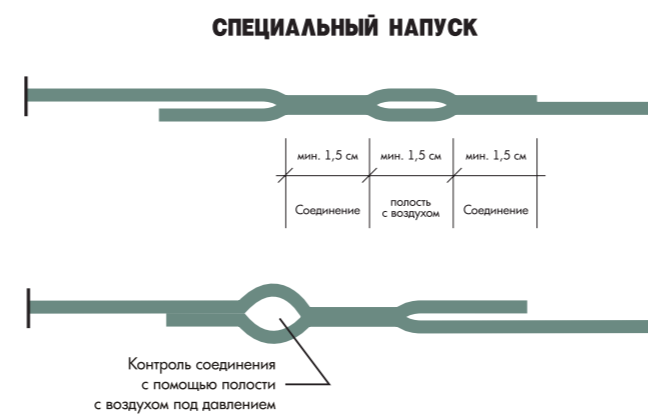 СПЕЦИАЛЬНЫЙ НАПУСК
мин. 1,5 см мин. 1,5 см мин. 1,5 см
Соединение полость с воздухом Соединение
Контроль соединения
с помощью полости
с воздухом под давлением